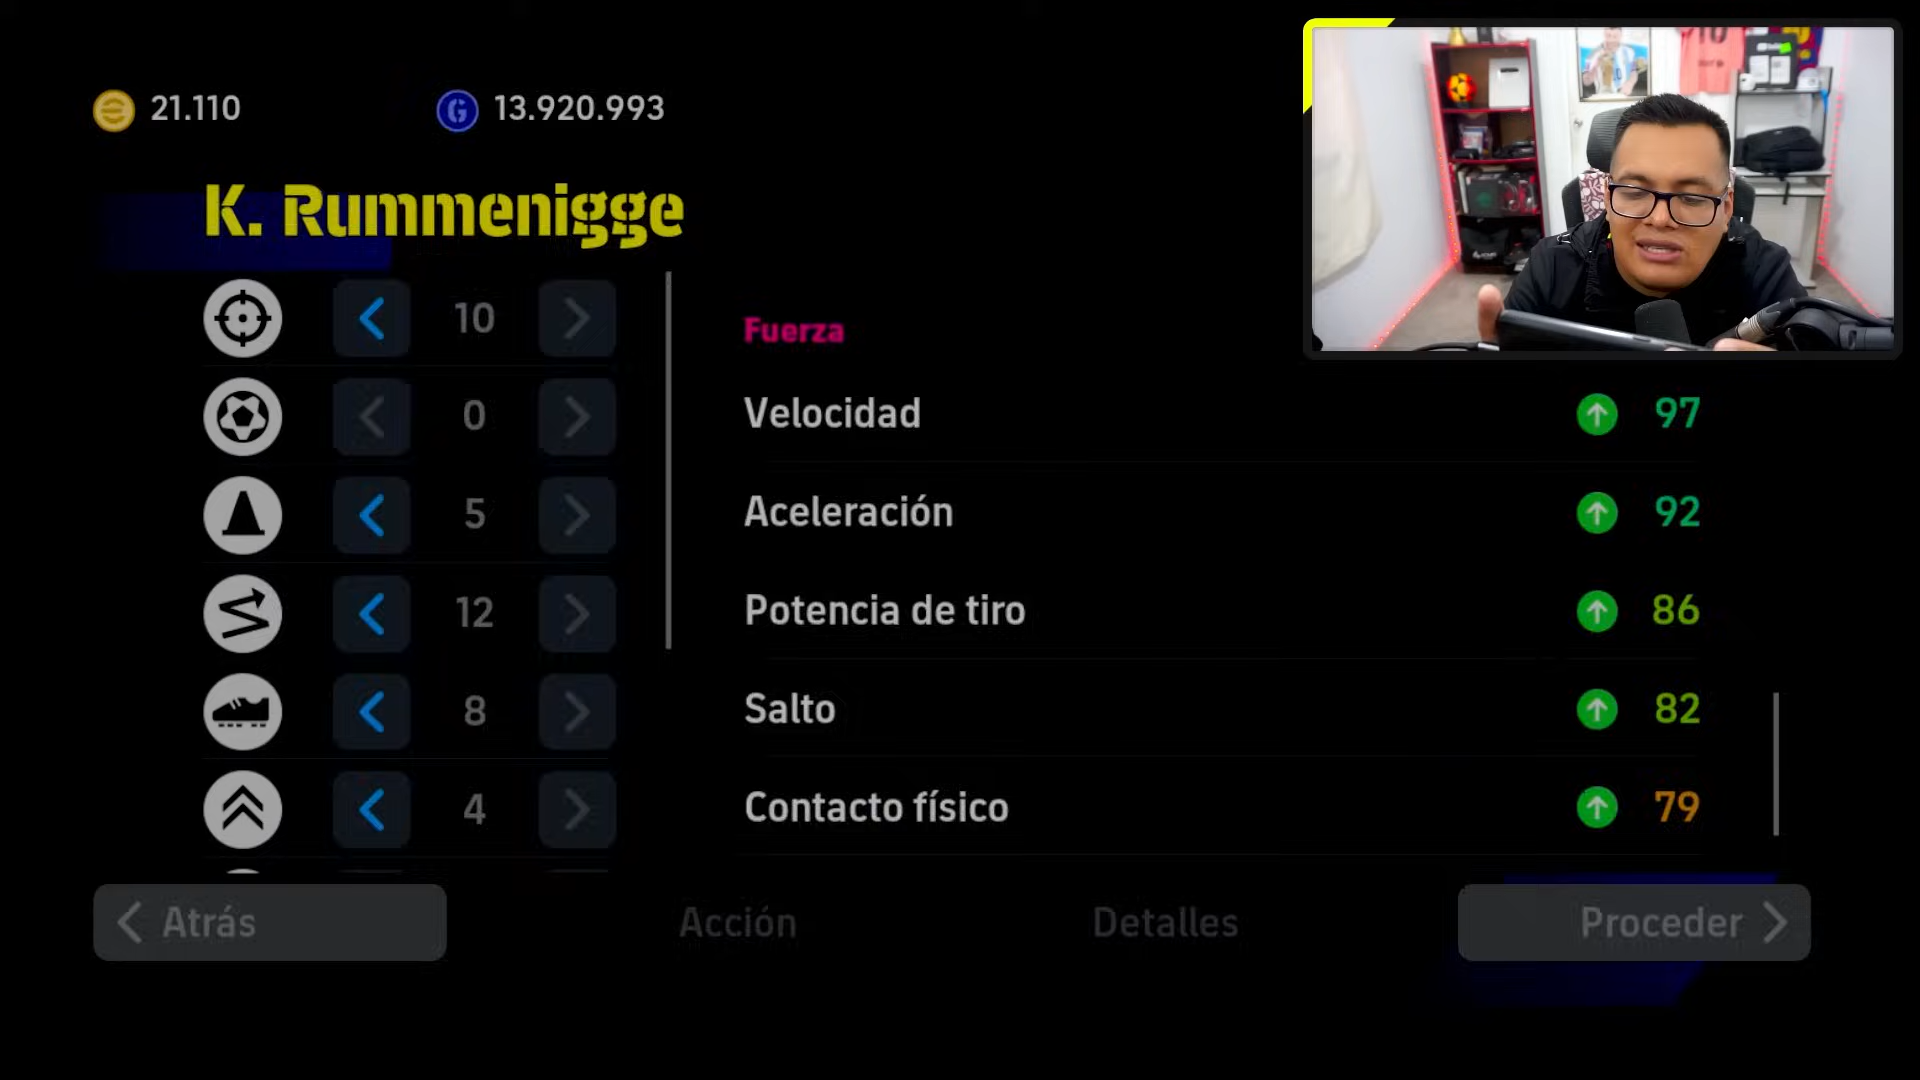 21.110
13.920.993
K. Rummenigge
10
0
5
12
8
4
Fuerza
Velocidad 97
Aceleración 92
Potencia de tiro 86
Salto 82
Contacto físico 79
Atrás
Acción
Detalles
Proceder
10